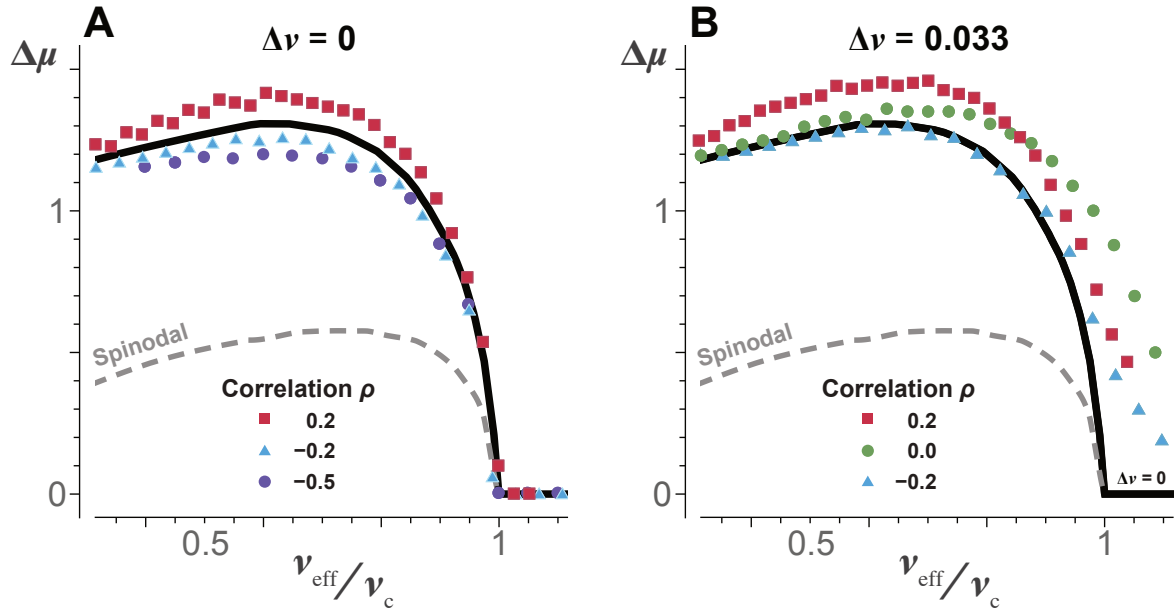 A
Δν = 0
Δμ
1
0
Spinodal
Correlation ρ
0.2
−0.2
−0.5
0.5
1
ν_eff/ν_c
B
Δν = 0.033
Δμ
1
0
Spinodal
Correlation ρ
0.2
0.0
−0.2
Δν = 0
0.5
1
ν_eff/ν_c